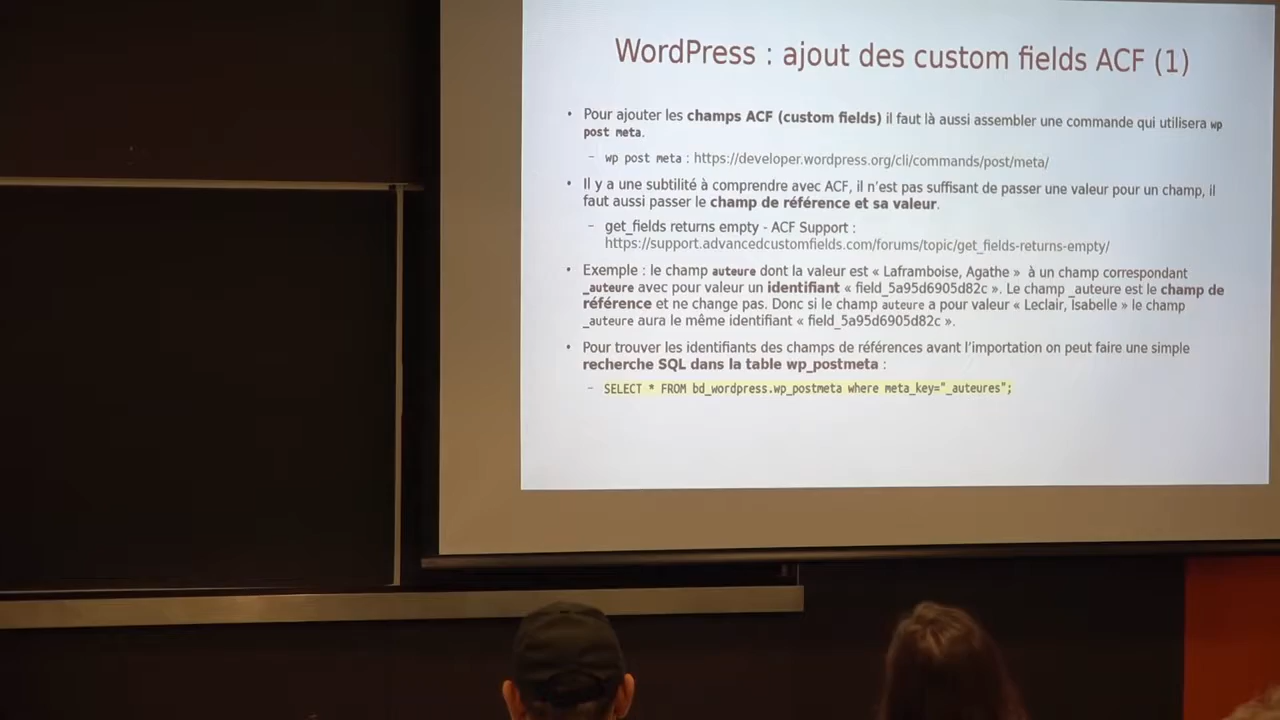 WordPress : ajout des custom fields ACF (1)
• Pour ajouter les champs ACF (custom fields) il faut là aussi assembler une commande qui utilisera wp
post meta.
– wp post meta : https://developer.wordpress.org/cli/commands/post/meta/
• Il y a une subtilité à comprendre avec ACF, il n’est pas suffisant de passer une valeur pour un champ, il
faut aussi passer le champ de référence et sa valeur.
– get_fields returns empty - ACF Support :
https://support.advancedcustomfields.com/forums/topic/get_fields-returns-empty/
• Exemple : le champ auteure dont la valeur est « Laframboise, Agathe » à un champ correspondant
_auteure avec pour valeur un identifiant « field_5a95d6905d82c ». Le champ _auteure est le champ de
référence et ne change pas. Donc si le champ auteure a pour valeur « Leclair, Isabelle » le champ
_auteure aura le même identifiant « field_5a95d6905d82c ».
• Pour trouver les identifiants des champs de références avant l’importation on peut faire une simple
recherche SQL dans la table wp_postmeta :
– SELECT * FROM bd_wordpress.wp_postmeta where meta_key="_auteures";